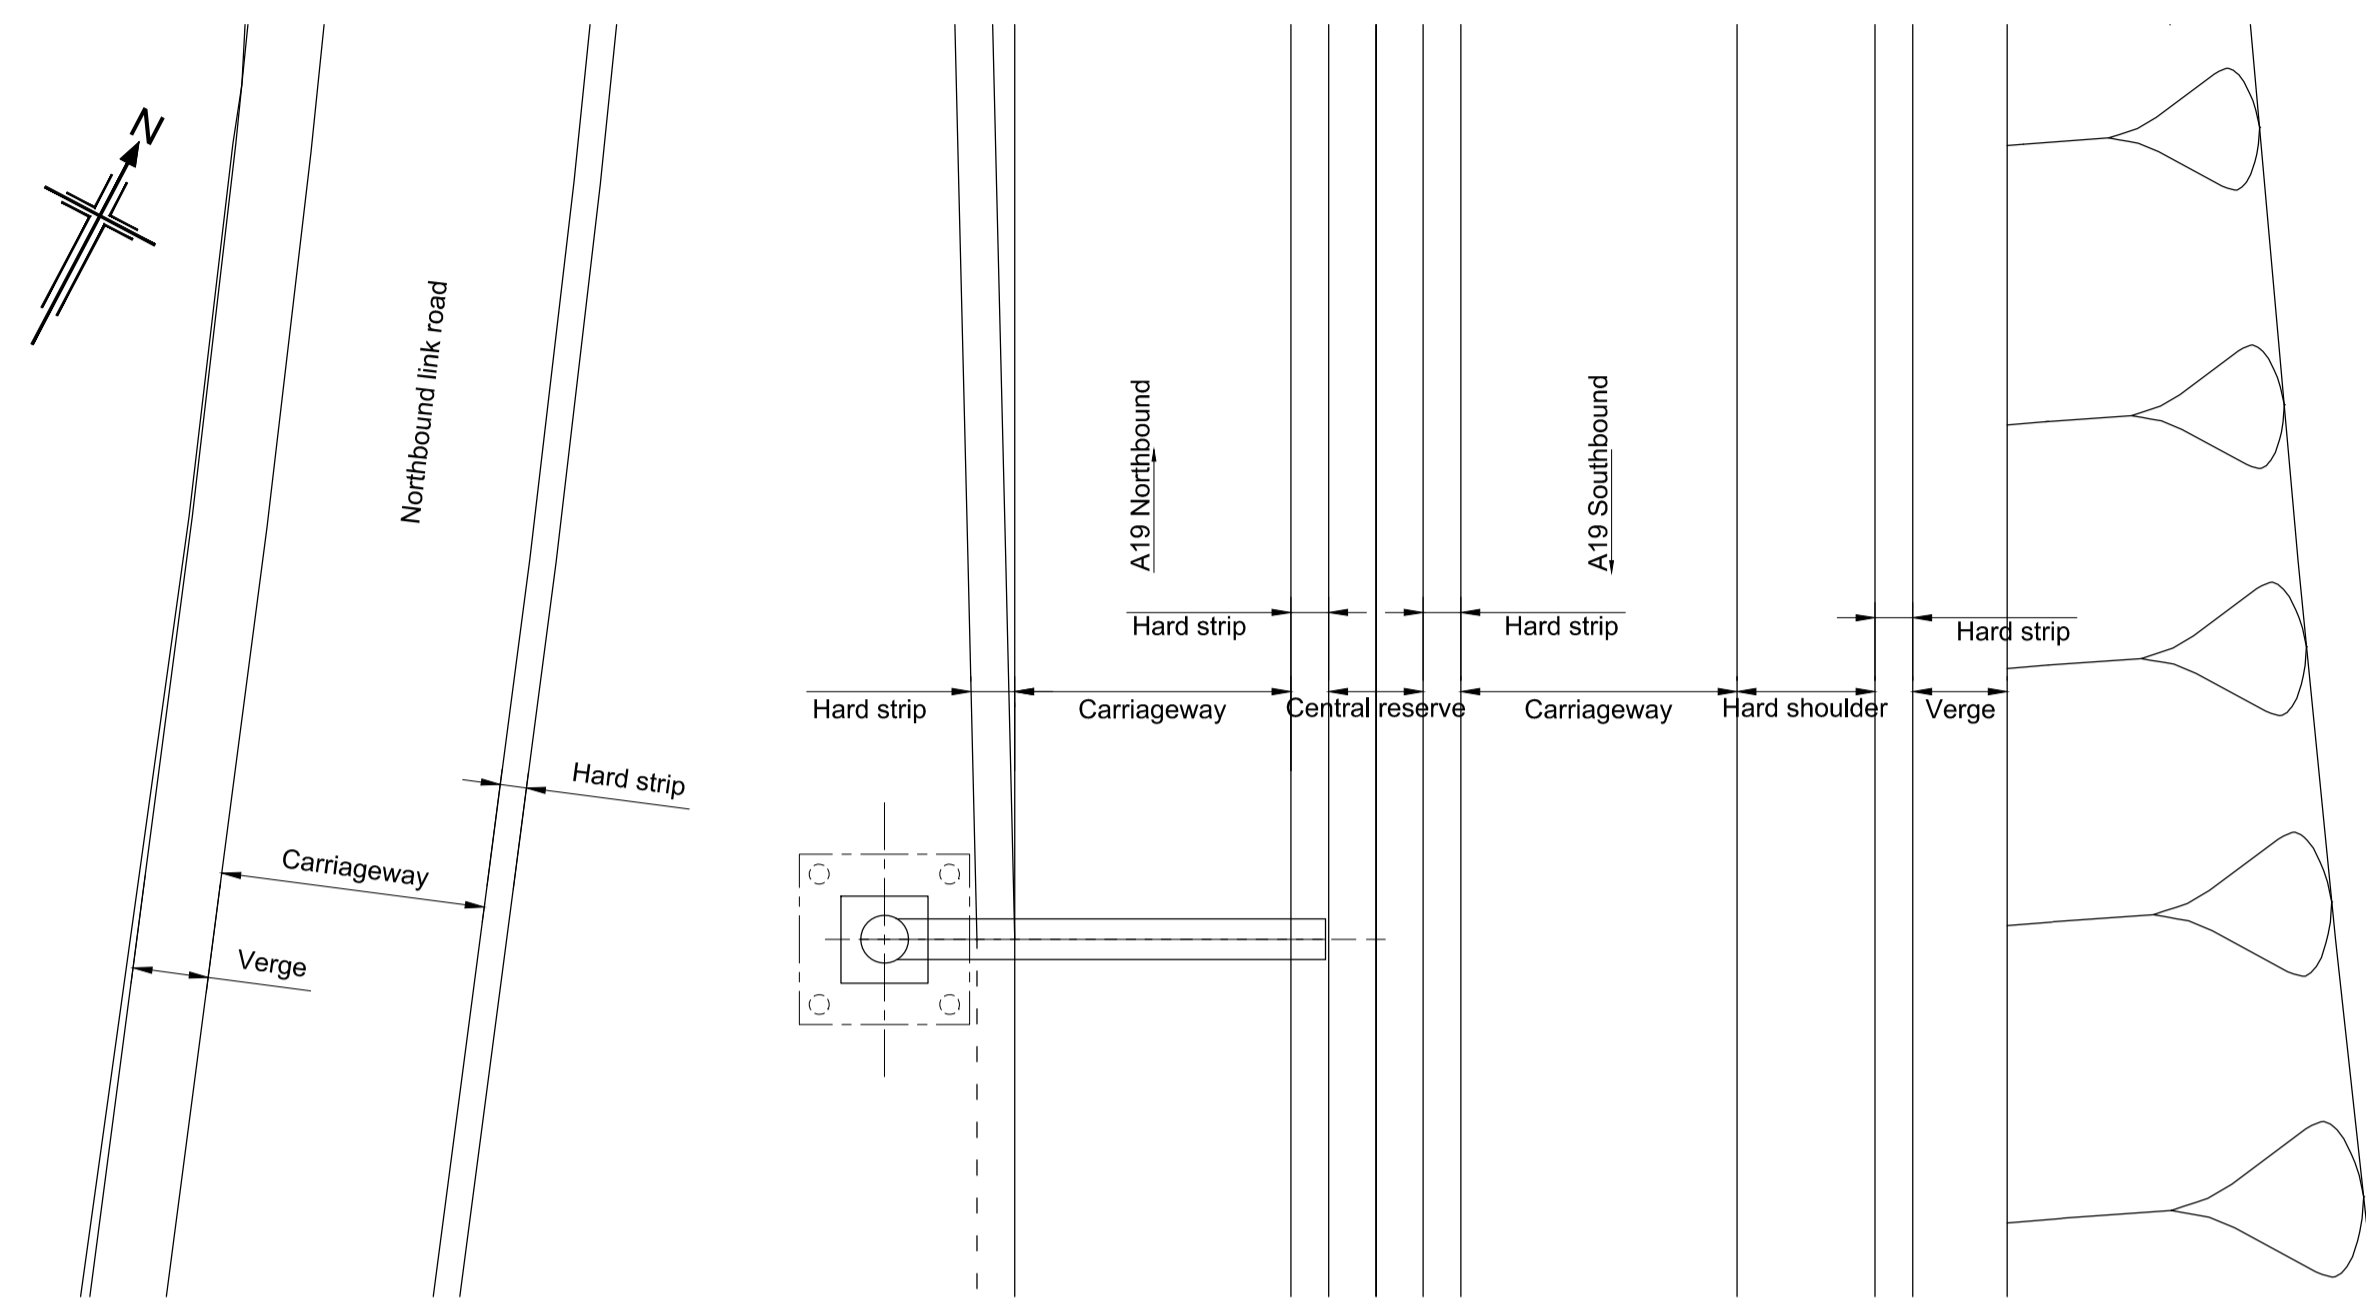 N
Northbound link road
A19 Northbound
A19 Southbound
Hard strip
Hard strip
Hard strip
Hard strip
Carriageway
Central reserve
Carriageway
Hard shoulder
Verge
Hard strip
Carriageway
Verge